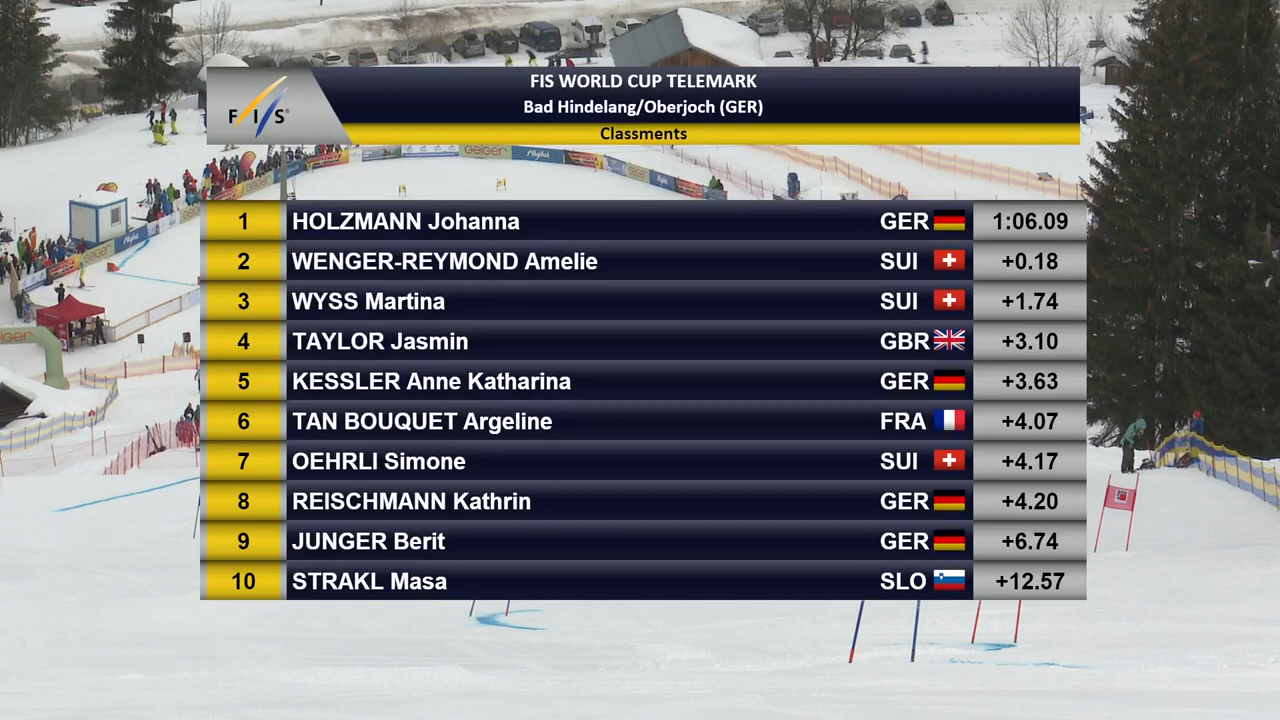 FIS
FIS WORLD CUP TELEMARK
Bad Hindelang/Oberjoch (GER)
Classments
1 HOLZMANN Johanna GER 1:06.09
2 WENGER-REYMOND Amelie SUI +0.18
3 WYSS Martina SUI +1.74
4 TAYLOR Jasmin GBR +3.10
5 KESSLER Anne Katharina GER +3.63
6 TAN BOUQUET Argeline FRA +4.07
7 OEHRLI Simone SUI +4.17
8 REISCHMANN Kathrin GER +4.20
9 JUNGER Berit GER +6.74
10 STRAKL Masa SLO +12.57
geiger
Allgäu